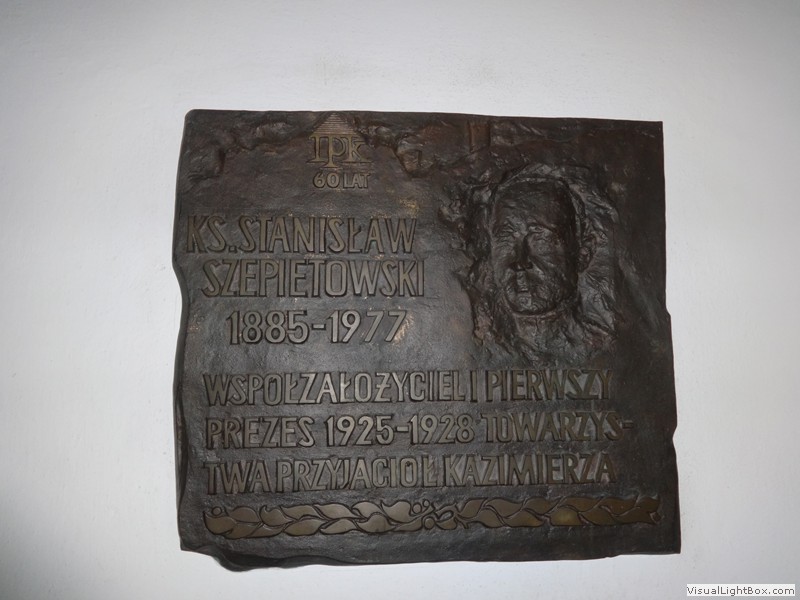 TPK
60 LAT
KS. STANISŁAW
SZEPIETOWSKI
1885-1977
WSPÓŁZAŁOŻYCIEL I PIERWSZY
PREZES 1925-1928 TOWARZYS-
TWA PRZYJACIÓŁ KAZIMIERZA
VisualLightBox.com